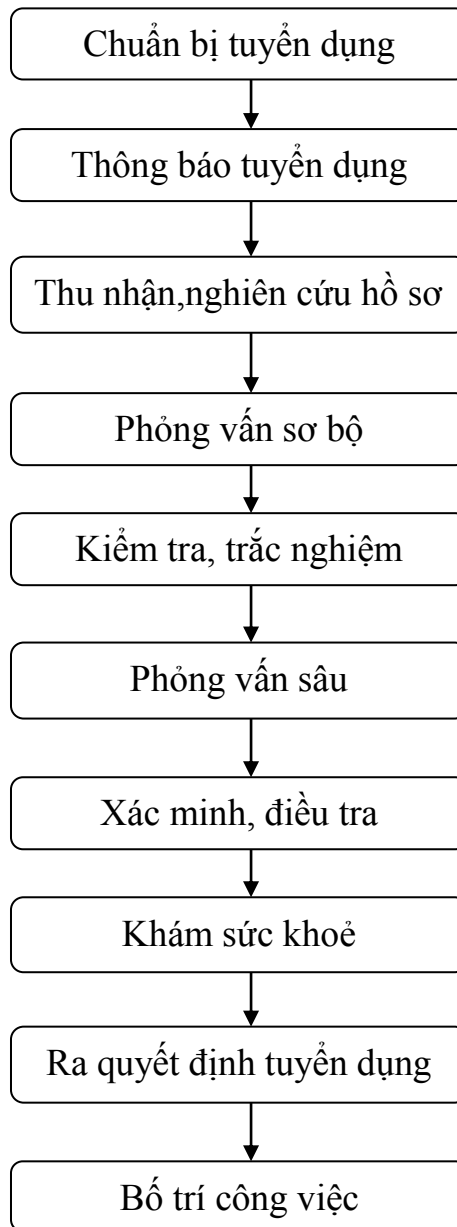 Chuẩn bị tuyển dụng
Thông báo tuyển dụng
Thu nhận,nghiên cứu hồ sơ
Phỏng vấn sơ bộ
Kiểm tra, trắc nghiệm
Phỏng vấn sâu
Xác minh, điều tra
Khám sức khoẻ
Ra quyết định tuyển dụng
Bố trí công việc